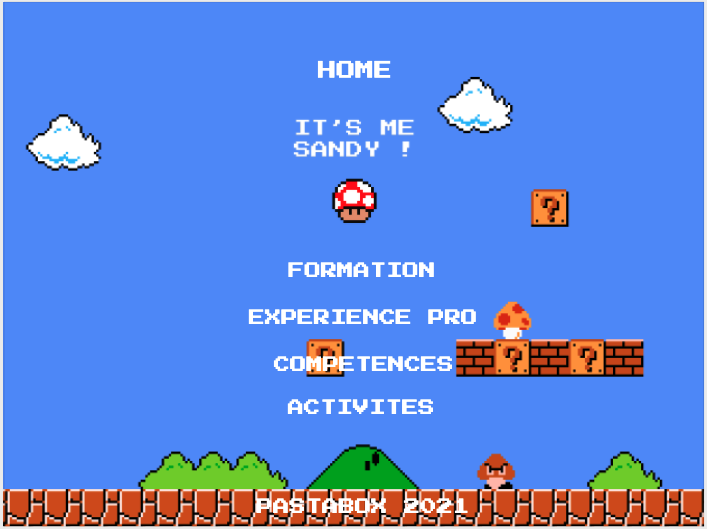 HOME
IT'S ME
SANDY !
?
FORMATION
EXPERIENCE PRO
COMPETENCES
? ? ?
ACTIVITES
PASTABOX 2021